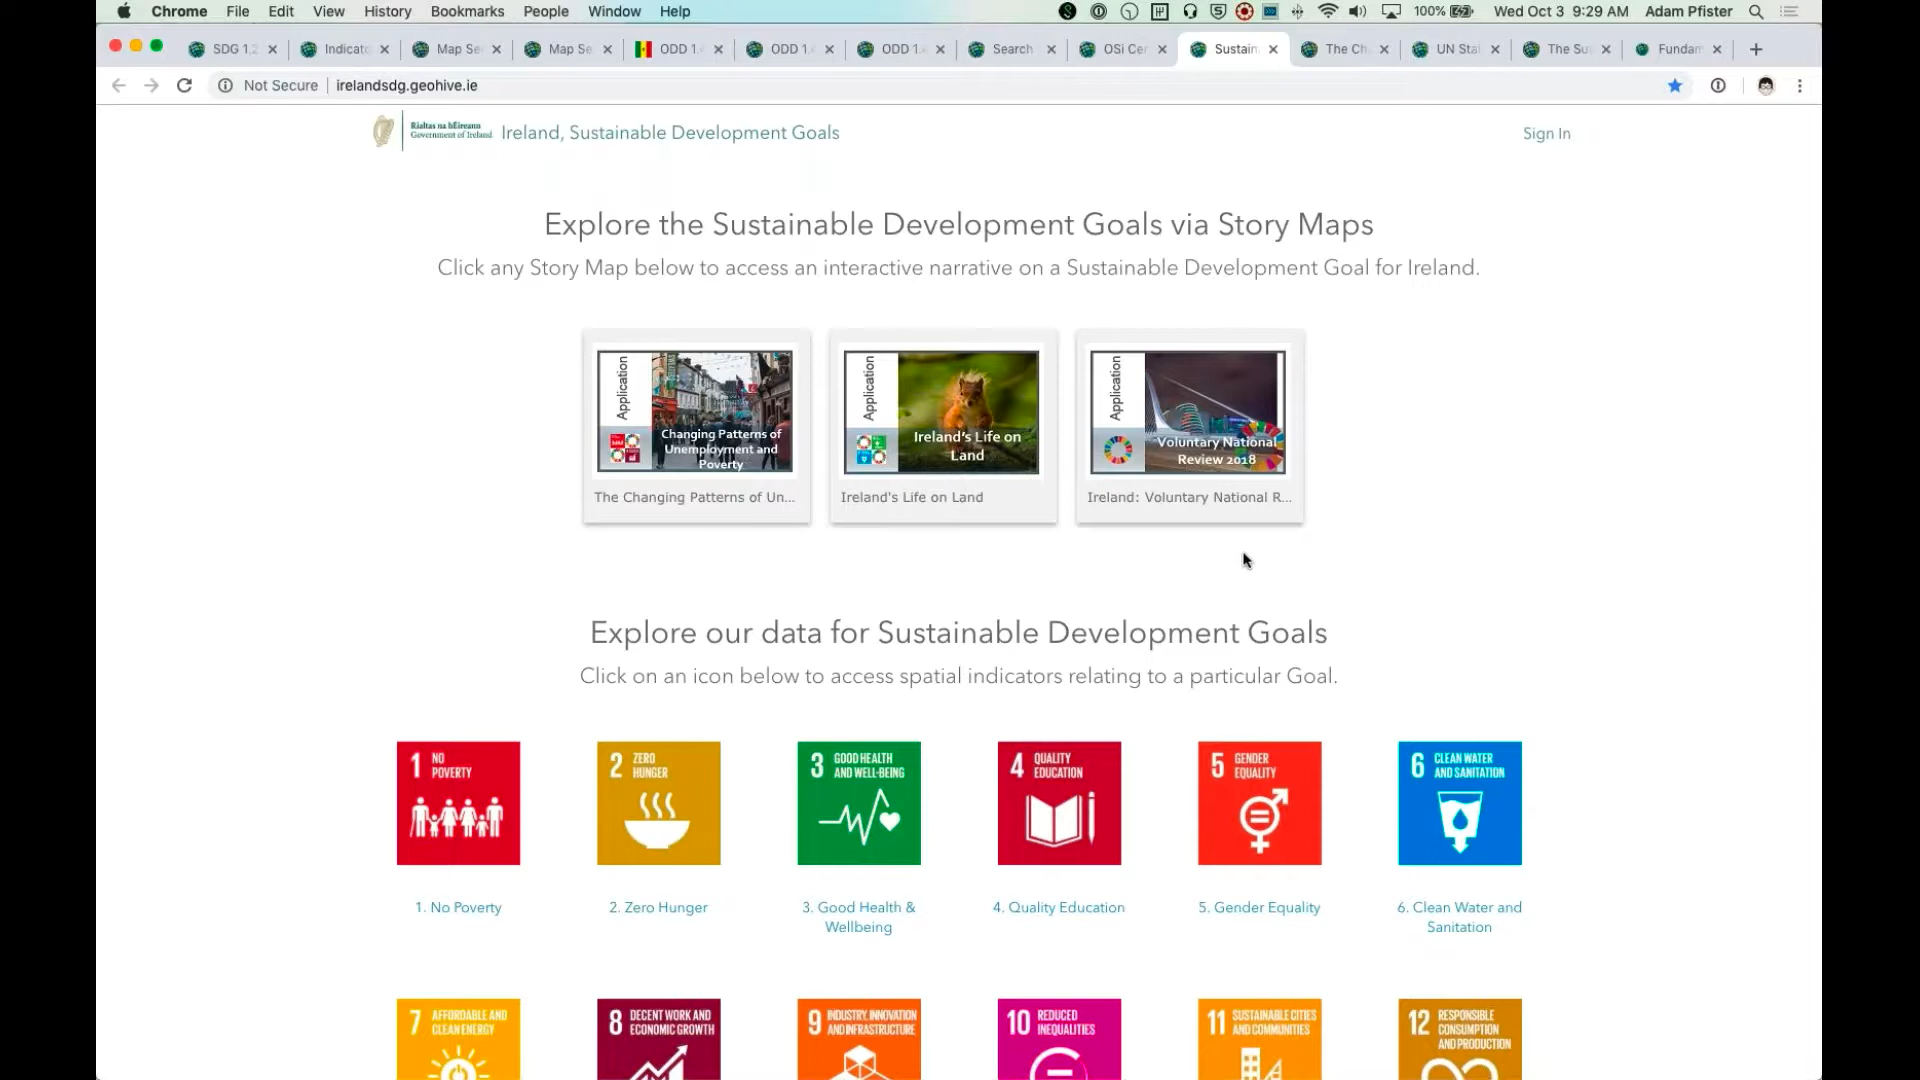 Chrome File Edit View History Bookmarks People Window Help 100% Wed Oct 3 9:29 AM Adam Pfister
SDG 1.2 Indicato Map Se Map Se ODD 1. ODD 1. ODD 1. Search OSi Cen Sustain The Ch UN Stat The Sus Fundam
Not Secure irelandsdg.geohive.ie
Rialtas na hÉireann
Government of Ireland
Ireland, Sustainable Development Goals
Sign In
Explore the Sustainable Development Goals via Story Maps
Click any Story Map below to access an interactive narrative on a Sustainable Development Goal for Ireland.
Application
Changing Patterns of
Unemployment and
Poverty
The Changing Patterns of Un...
Application
Ireland's Life on
Land
Ireland's Life on Land
Application
Voluntary National
Review 2018
Ireland: Voluntary National R...
Explore our data for Sustainable Development Goals
Click on an icon below to access spatial indicators relating to a particular Goal.
1 NO
POVERTY
2 ZERO
HUNGER
3 GOOD HEALTH
AND WELL-BEING
4 QUALITY
EDUCATION
5 GENDER
EQUALITY
6 CLEAN WATER
AND SANITATION
1. No Poverty
2. Zero Hunger
3. Good Health &
Wellbeing
4. Quality Education
5. Gender Equality
6. Clean Water and
Sanitation
7 AFFORDABLE AND
CLEAN ENERGY
8 DECENT WORK AND
ECONOMIC GROWTH
9 INDUSTRY, INNOVATION
AND INFRASTRUCTURE
10 REDUCED
INEQUALITIES
11 SUSTAINABLE CITIES
AND COMMUNITIES
12 RESPONSIBLE
CONSUMPTION
AND PRODUCTION